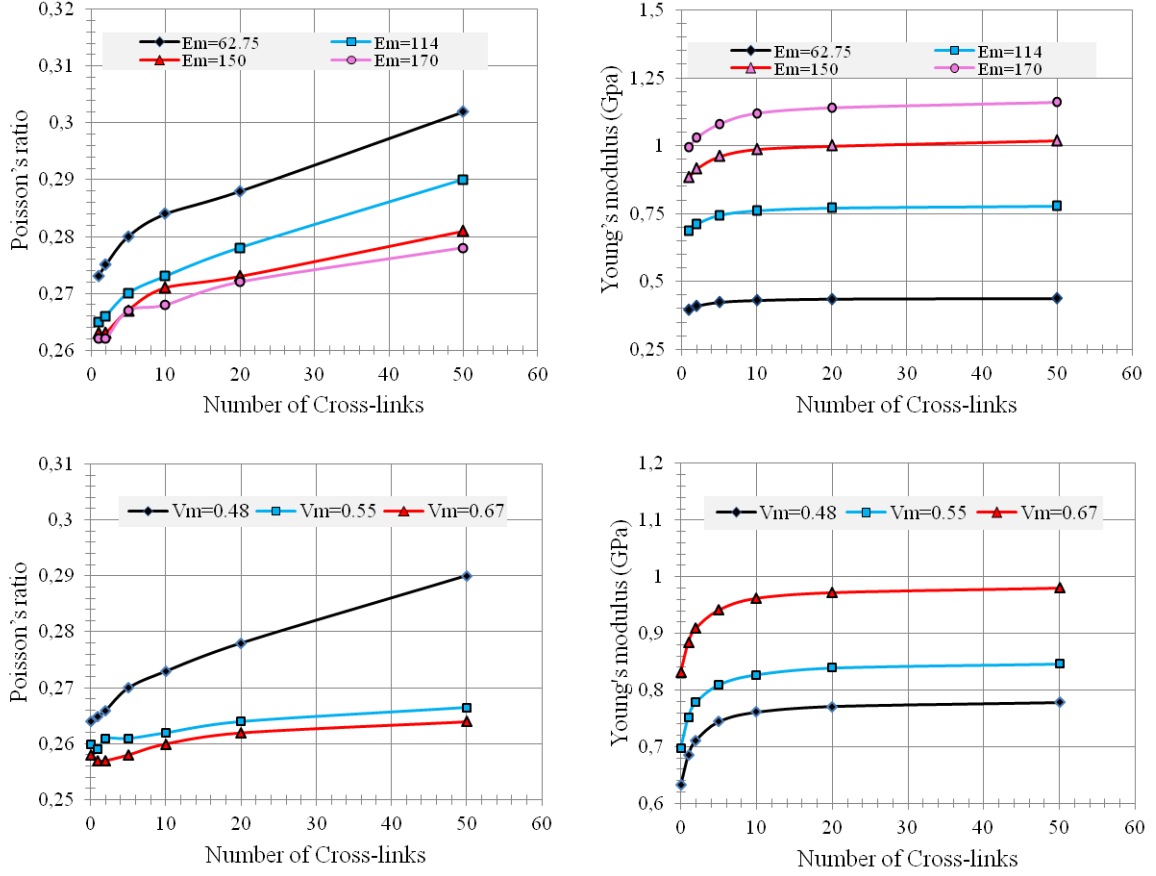 0,32
0,31
0,3
0,29
0,28
0,27
0,26
Poisson's ratio
Em=62.75
Em=114
Em=150
Em=170
0 10 20 30 40 50 60
Number of Cross-links
1,5
1,25
1
0,75
0,5
0,25
Young's modulus (Gpa)
Em=62.75
Em=114
Em=150
Em=170
0 10 20 30 40 50 60
Number of Cross-links
0,31
0,3
0,29
0,28
0,27
0,26
0,25
Poisson's ratio
Vm=0.48 Vm=0.55 Vm=0.67
0 10 20 30 40 50 60
Number of Cross-links
1,2
1,1
1
0,9
0,8
0,7
0,6
Young's modulus (GPa)
Vm=0.48 Vm=0.55 Vm=0.67
0 10 20 30 40 50 60
Number of Cross-links